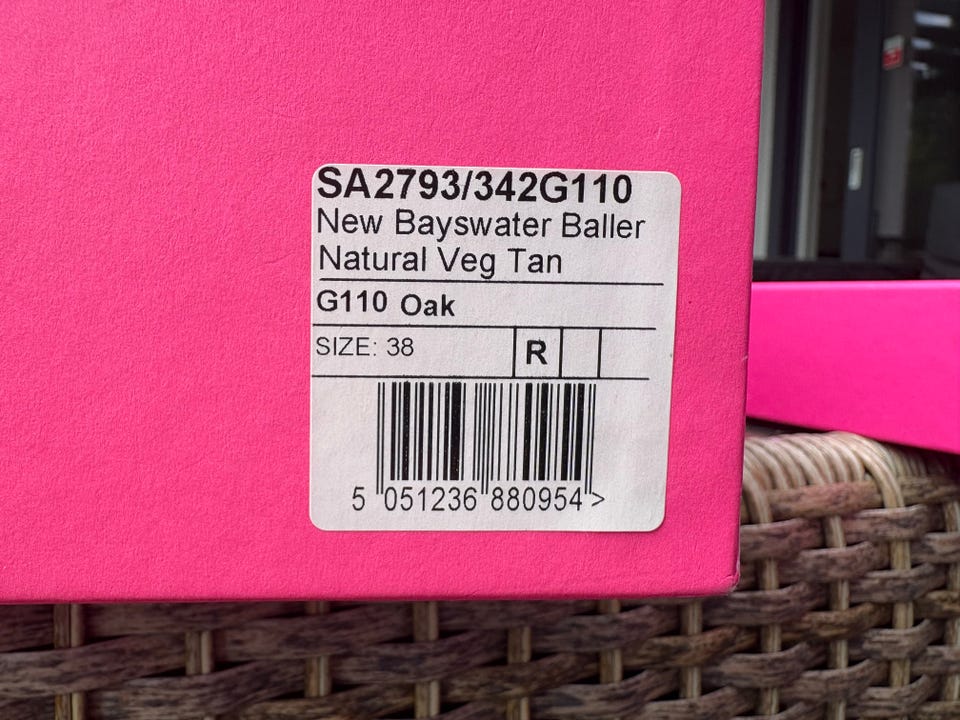 SA2793/342G110
New Bayswater Baller
Natural Veg Tan
G110 Oak
SIZE: 38 R
5 051236 880954 >